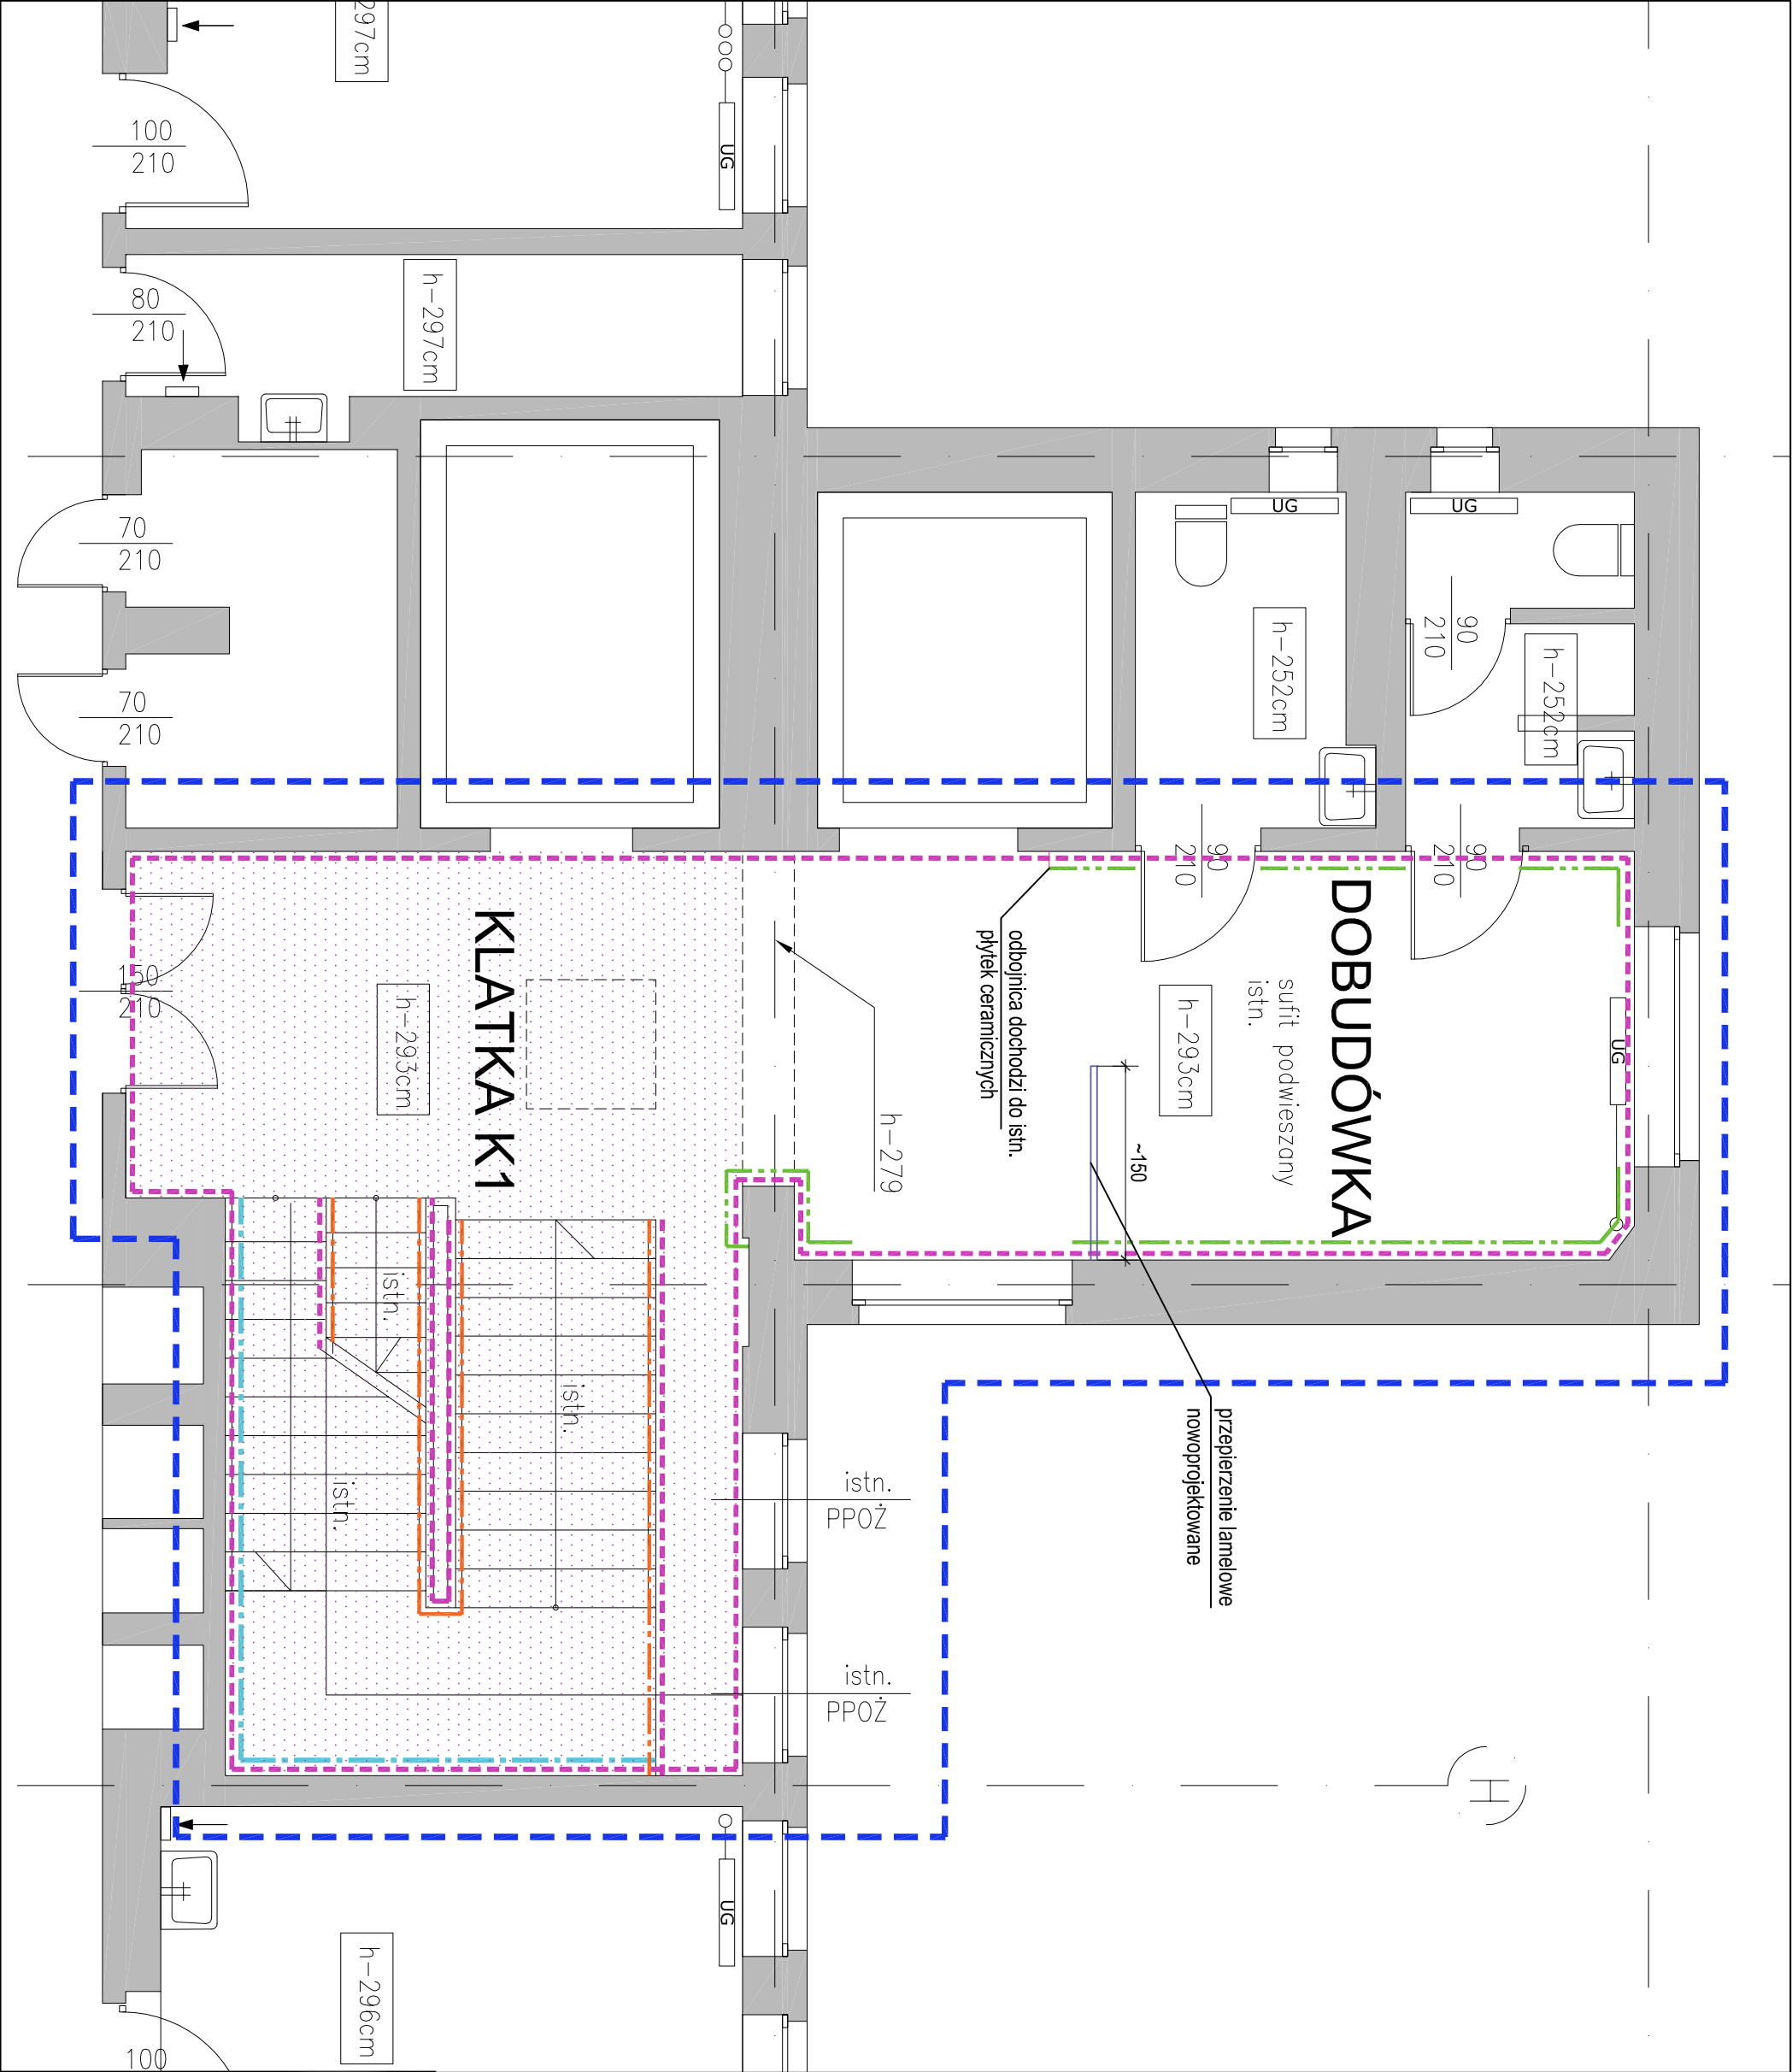 297cm
UG
100
210
h-297cm
80
210
70
210
UG
UG
90
210
h-252cm
h-252cm
70
210
90
210
90
210
DOBUDÓWKA
KLATKA K1
odbojnica dochodzi do istn.
płytek ceramicznych
sufit podwieszany
istn.
150
210
h-293cm
h-293cm
UG
h-279
~150
istn.
istn.
istn.
przepierzenie lamelowe
nowoprojektowane
istn.
PPOŻ
istn.
PPOŻ
H
UG
h-296cm
100